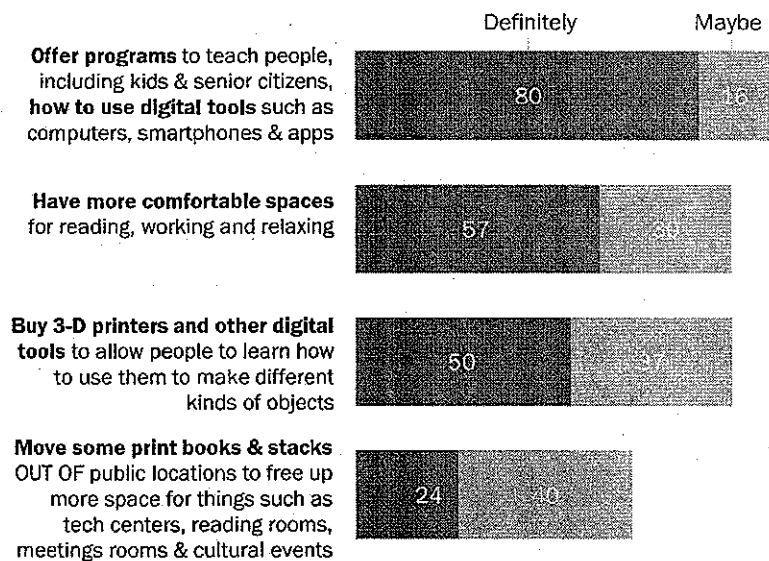 Definitely Maybe
Offer programs to teach people,
including kids & senior citizens,
how to use digital tools such as
computers, smartphones & apps
80 16
Have more comfortable spaces
for reading, working and relaxing
57 30
Buy 3-D printers and other digital
tools to allow people to learn how
to use them to make different
kinds of objects
50 37
Move some print books & stacks
OUT OF public locations to free up
more space for things such as
tech centers, reading rooms,
meetings rooms & cultural events
24 40